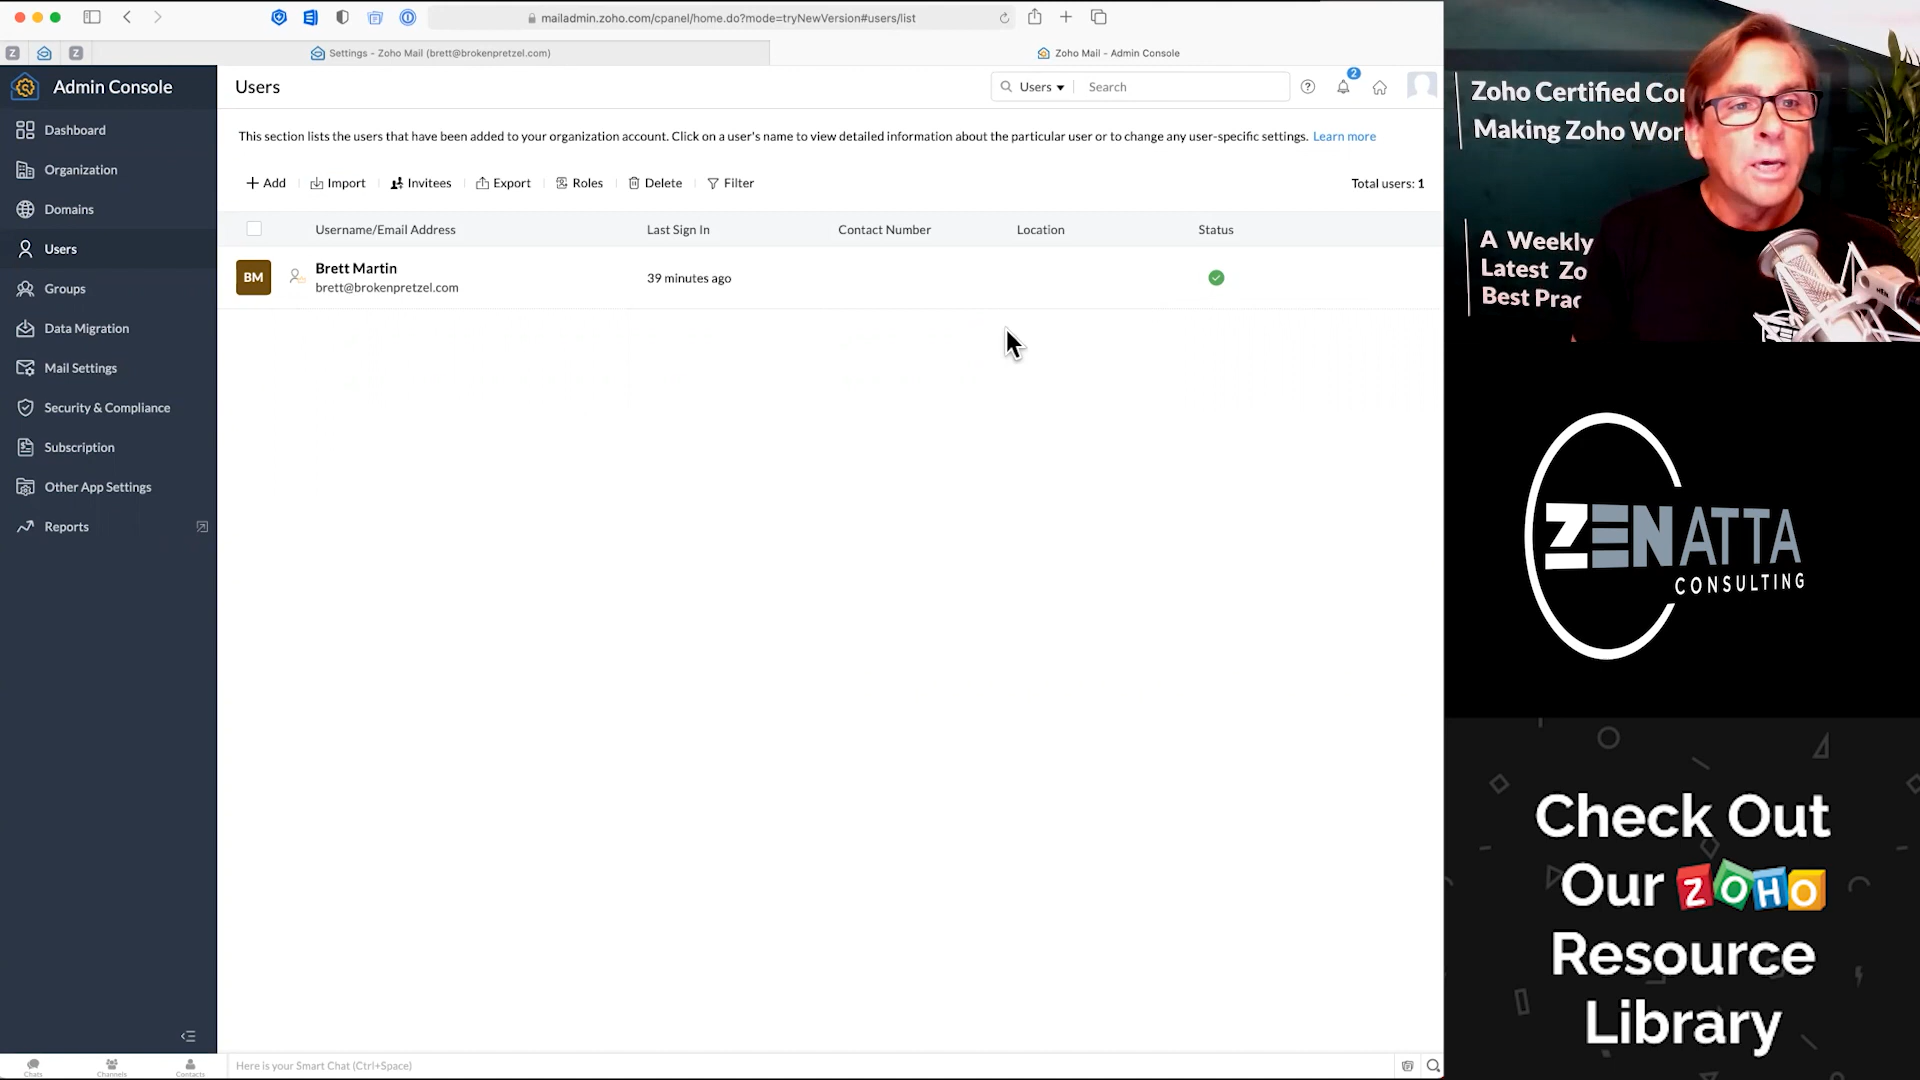 mailadmin.zoho.com/cpanel/home.do?mode=tryNewVersion#users/list
Z
Z
Settings - Zoho Mail (brett@brokenpretzel.com)
Zoho Mail - Admin Console
Admin Console
Dashboard
Organization
Domains
Users
Groups
Data Migration
Mail Settings
Security & Compliance
Subscription
Other App Settings
Reports
Users
Users
Search
2
This section lists the users that have been added to your organization account. Click on a user's name to view detailed information about the particular user or to change any user-specific settings. Learn more
Add
Import
Invitees
Export
Roles
Delete
Filter
Total users: 1
Username/Email Address
Last Sign In
Contact Number
Location
Status
BM
Brett Martin
brett@brokenpretzel.com
39 minutes ago
Chats
Channels
Contacts
Here is your Smart Chat (Ctrl+Space)
Zoho Certified Co
Making Zoho Wor
A Weekly
Latest Zo
Best Prac
ZENATTA
CONSULTING
Check Out
Our ZOHO
Resource
Library